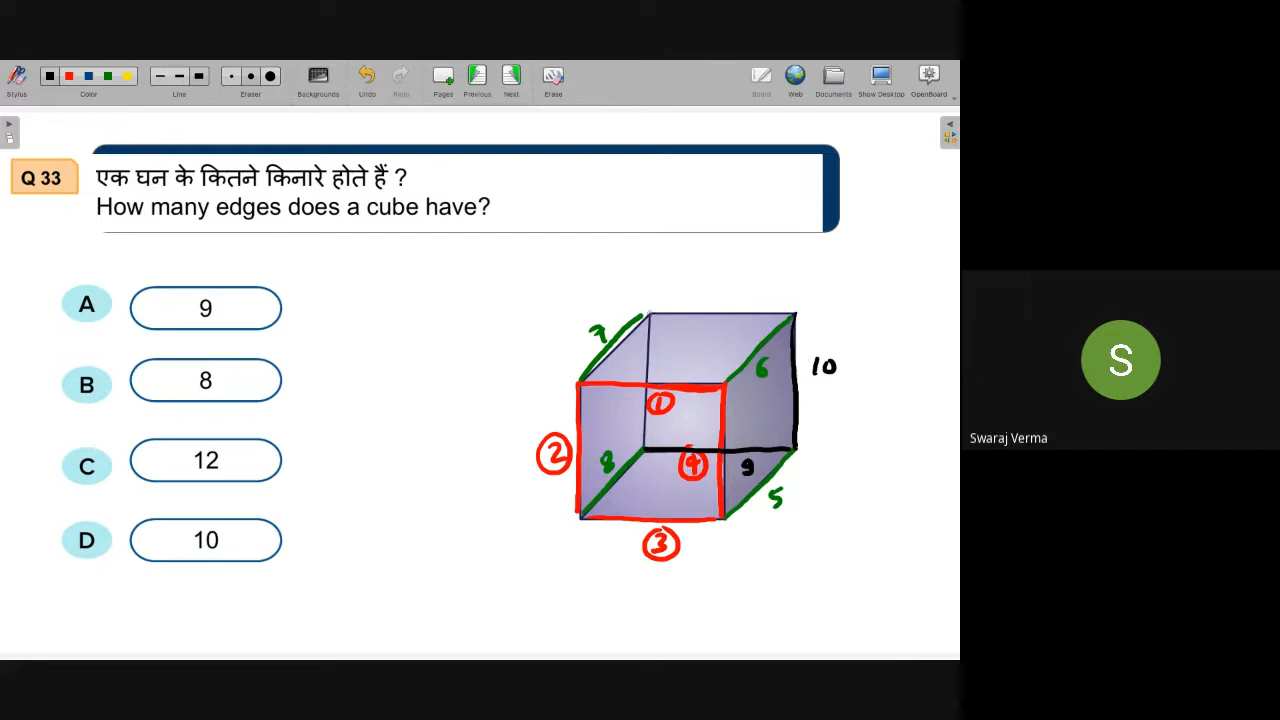 Stylus
Color
Line
Eraser
Backgrounds
Undo
Redo
Pages
Previous
Next
Erase
Board
Web
Documents
Show Desktop
OpenBoard
Q 33
एक घन के कितने किनारे होते हैं ?
How many edges does a cube have?
A 9
B 8
C 12
D 10
7
6
10
1
2
8
4
9
5
3
S
Swaraj Verma